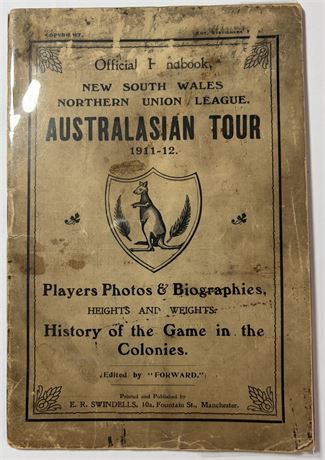 COPYRIGHT.
Official Handbook,
NEW SOUTH WALES
NORTHERN UNION LEAGUE.
AUSTRALASIAN TOUR
1911-12.
Players Photos & Biographies,
HEIGHTS AND WEIGHTS.
History of the Game in the
Colonies.
(Edited by "FORWARD.")
Printed and Published by
E. R. SWINDELLS, 10a, Fountain St., Manchester.